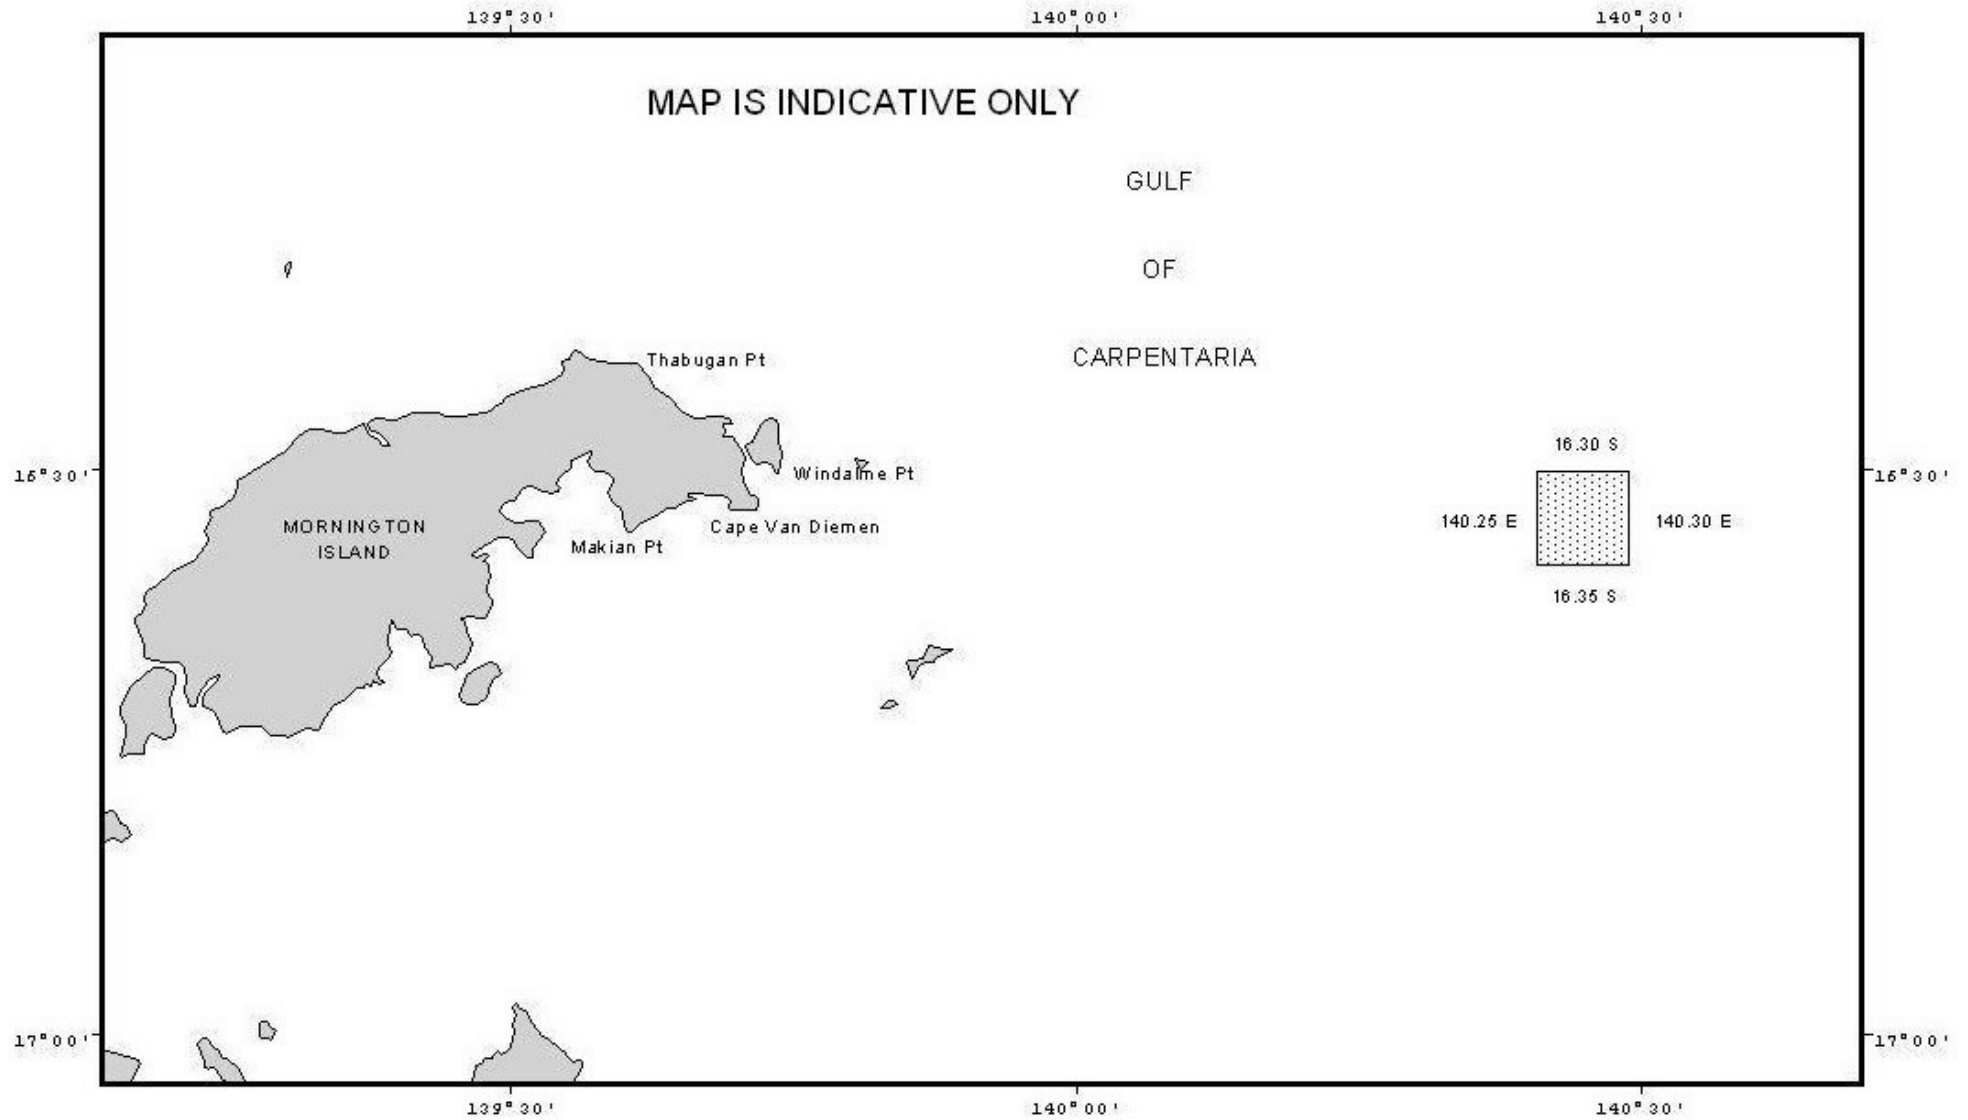 139°30' 140°00' 140°30'
MAP IS INDICATIVE ONLY
GULF
OF
CARPENTARIA
Thabugan Pt
16.30 S
16°30' Windalme Pt 16°30'
140.25 E 140.30 E
MORNINGTON
ISLAND
Cape Van Diemen
Makian Pt
16.35 S
17°00' 17°00'
139°30' 140°00' 140°30'